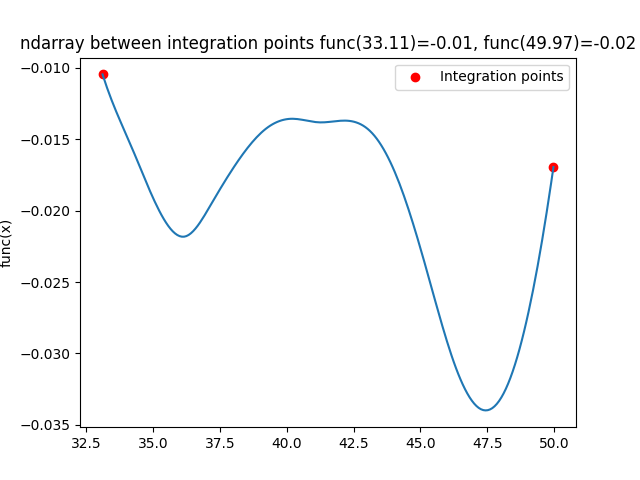 ndarray between integration points func(33.11)=-0.01, func(49.97)=-0.02
Integration points
func(x)
−0.010
−0.015
−0.020
−0.025
−0.030
−0.035
32.5 35.0 37.5 40.0 42.5 45.0 47.5 50.0